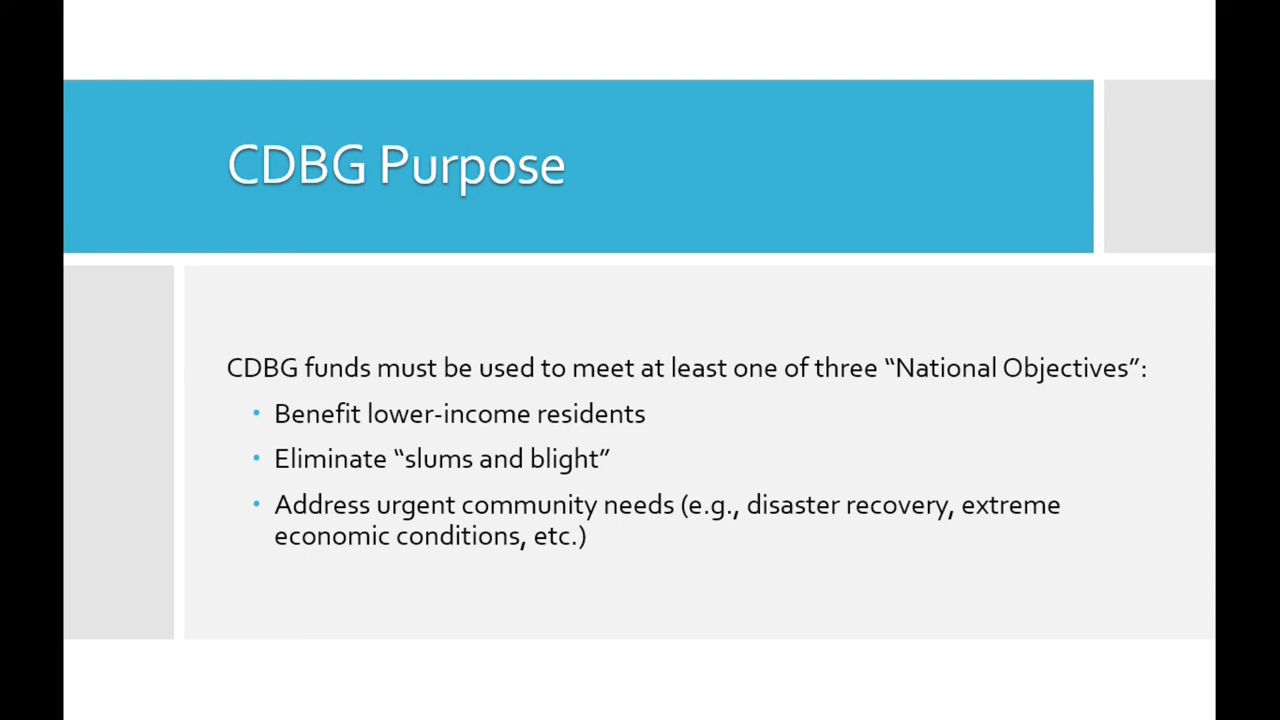 CDBG Purpose
CDBG funds must be used to meet at least one of three “National Objectives”:
• Benefit lower-income residents
• Eliminate “slums and blight”
• Address urgent community needs (e.g., disaster recovery, extreme
economic conditions, etc.)